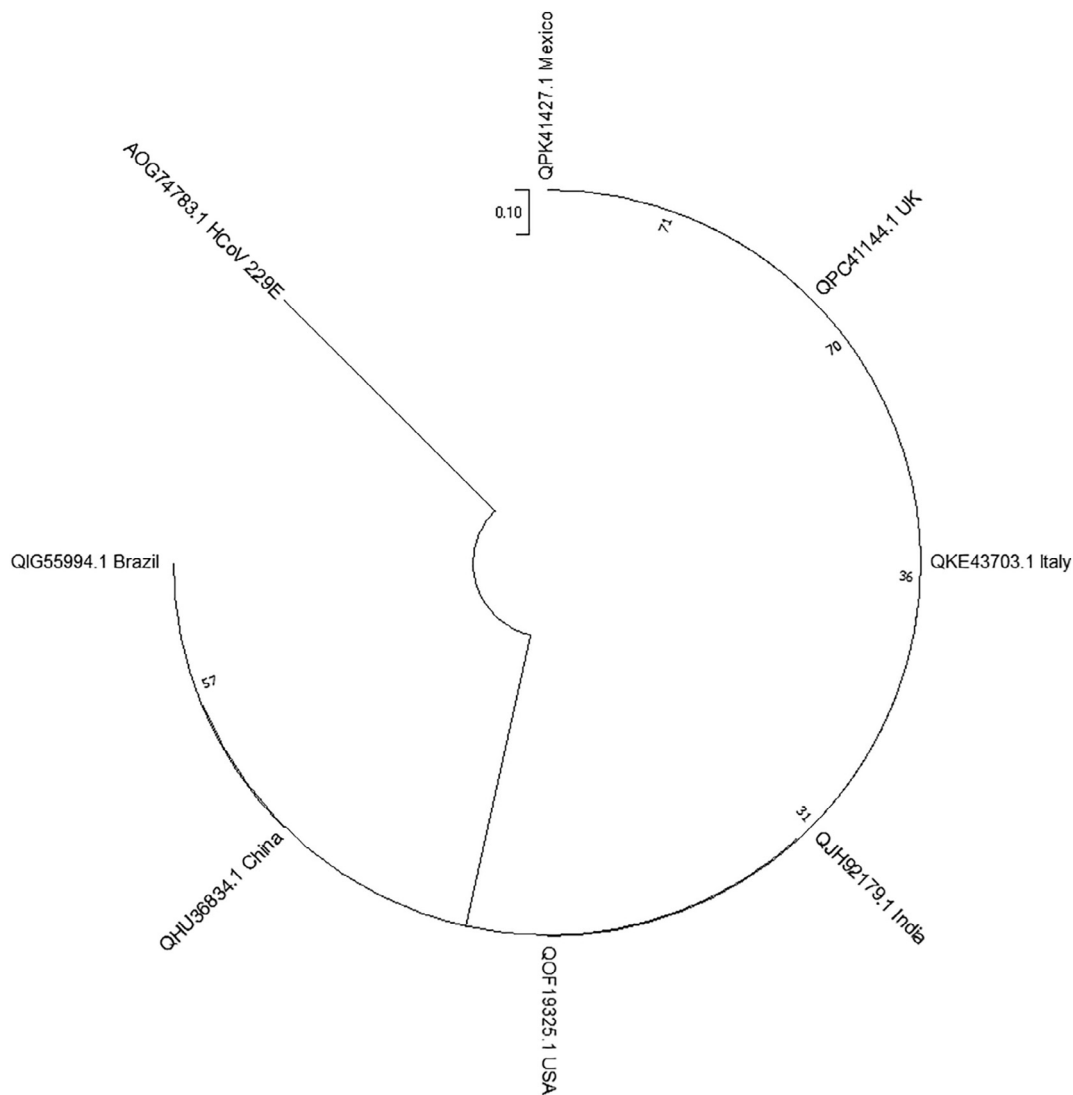 QPK41427.1 Mexico
AOG74783.1 HCoV 229E
0.10
71
QPC41144.1 UK
70
QIG55994.1 Brazil
QKE43703.1 Italy
36
57
31
QHU36834.1 China
QJH92179.1 India
QOF19325.1 USA